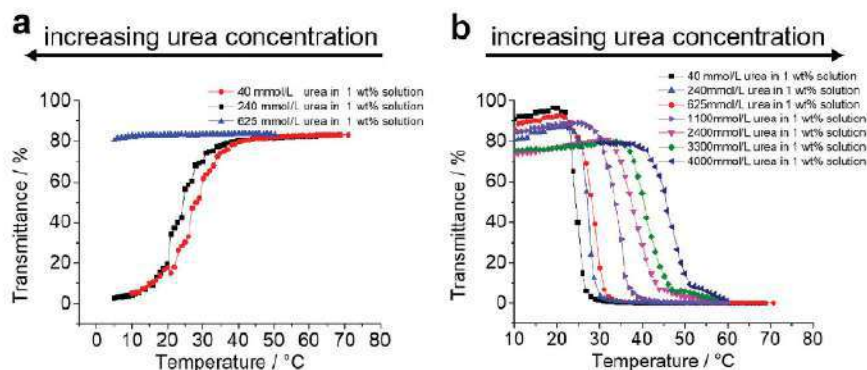 a
increasing urea concentration
40 mmol/L urea in 1 wt% solution
240 mmol/L urea in 1 wt% solution
625 mmol/L urea in 1 wt% solution
Transmittance / %
100
80
60
40
20
0
0 10 20 30 40 50 60 70 80
Temperature / °C
b
increasing urea concentration
40 mmol/L urea in 1 wt% solution
240mmol/L urea in 1 wt% solution
625mmol/L urea in 1 wt% solution
1100mmol/L urea in 1 wt% solution
2400mmol/L urea in 1 wt% solution
3300mmol/L urea in 1 wt% solution
4000mmol/L urea in 1 wt% solution
Transmittance / %
100
80
60
40
20
0
10 20 30 40 50 60 70 80
Temperature / °C